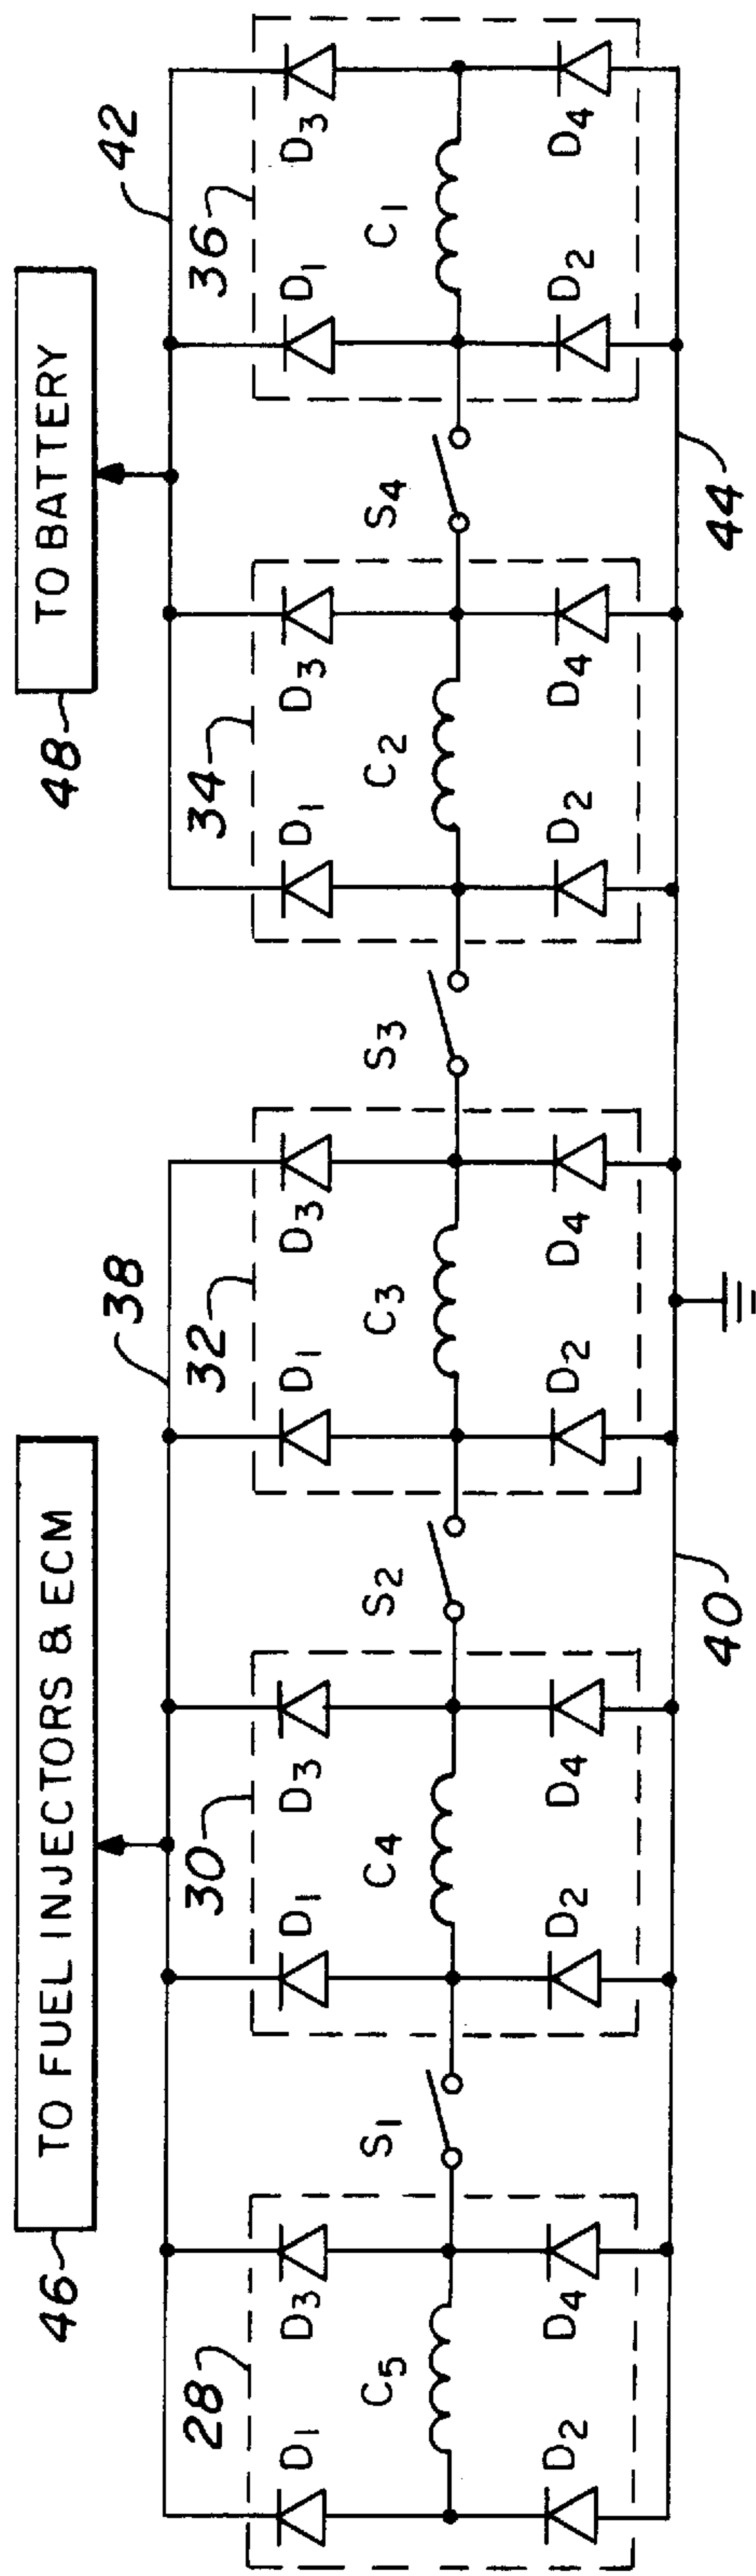 TO FUEL INJECTORS & ECM
TO BATTERY
46
48
38
42
28
30
32
34
36
D1
D3
C5
D2
D4
S1
D1
D3
C4
D2
D4
S2
D1
D3
C3
D2
D4
S3
D1
D3
C2
D2
D4
S4
D1
D3
C1
D2
D4
40
44